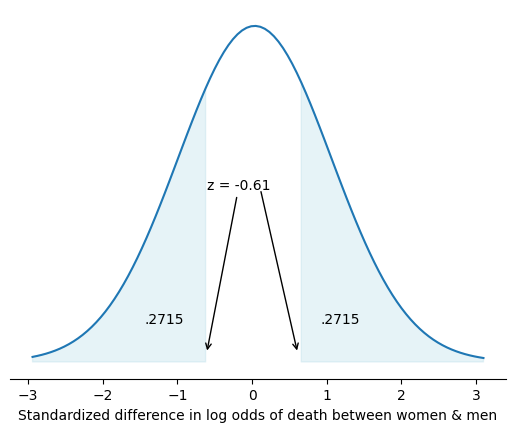 z = -0.61
.2715 .2715
−3 −2 −1 0 1 2 3
Standardized difference in log odds of death between women & men